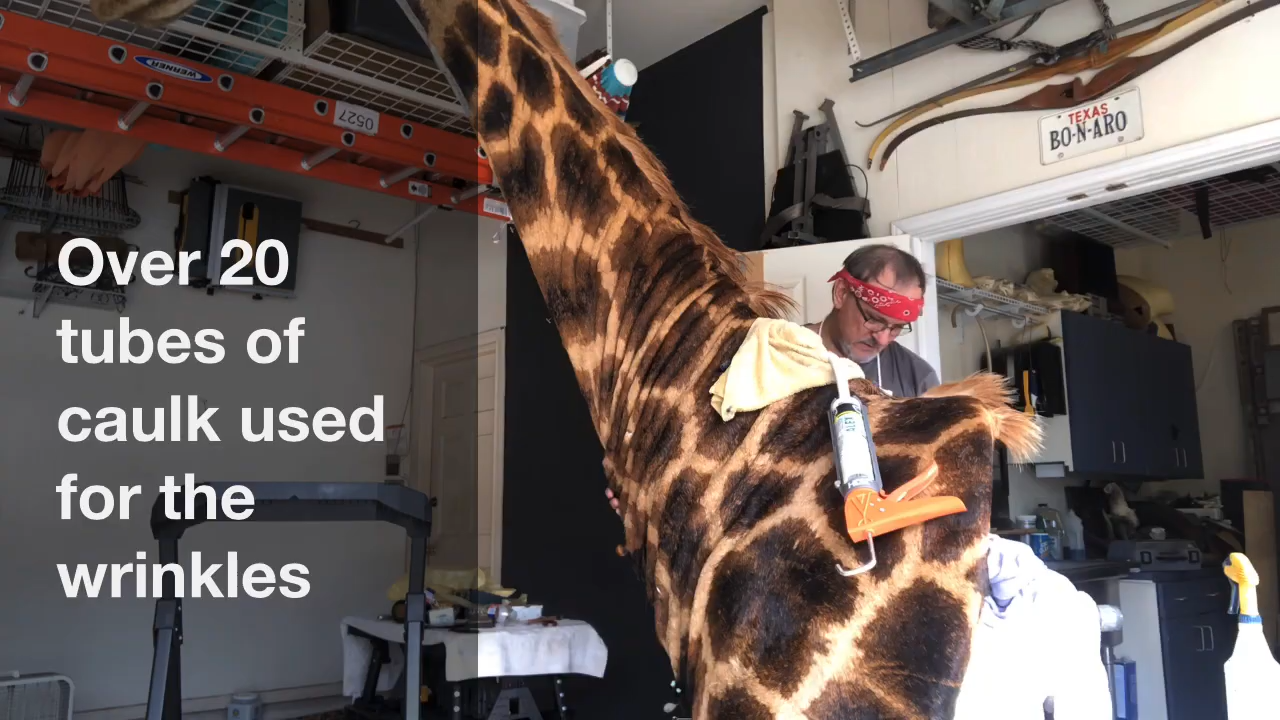 WERNER
0527
TEXAS
BO-N-ARO
Over 20
tubes of
caulk used
for the
wrinkles